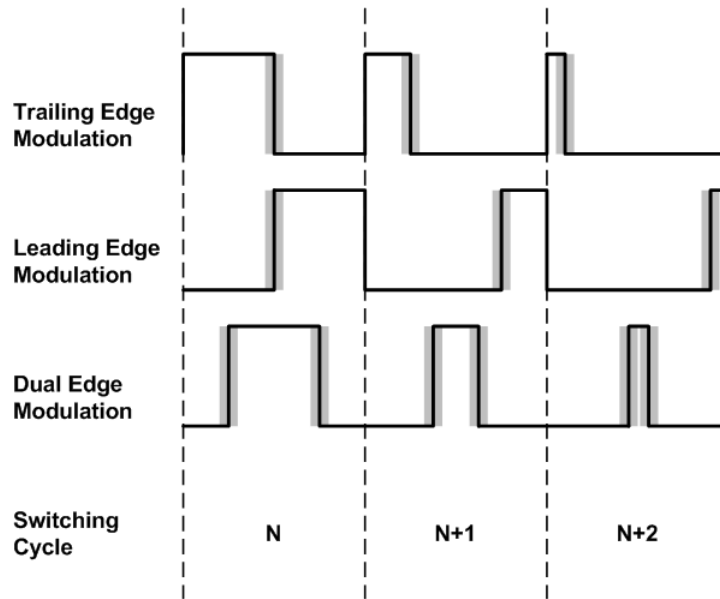 Trailing Edge
Modulation
Leading Edge
Modulation
Dual Edge
Modulation
Switching
Cycle
N
N+1
N+2